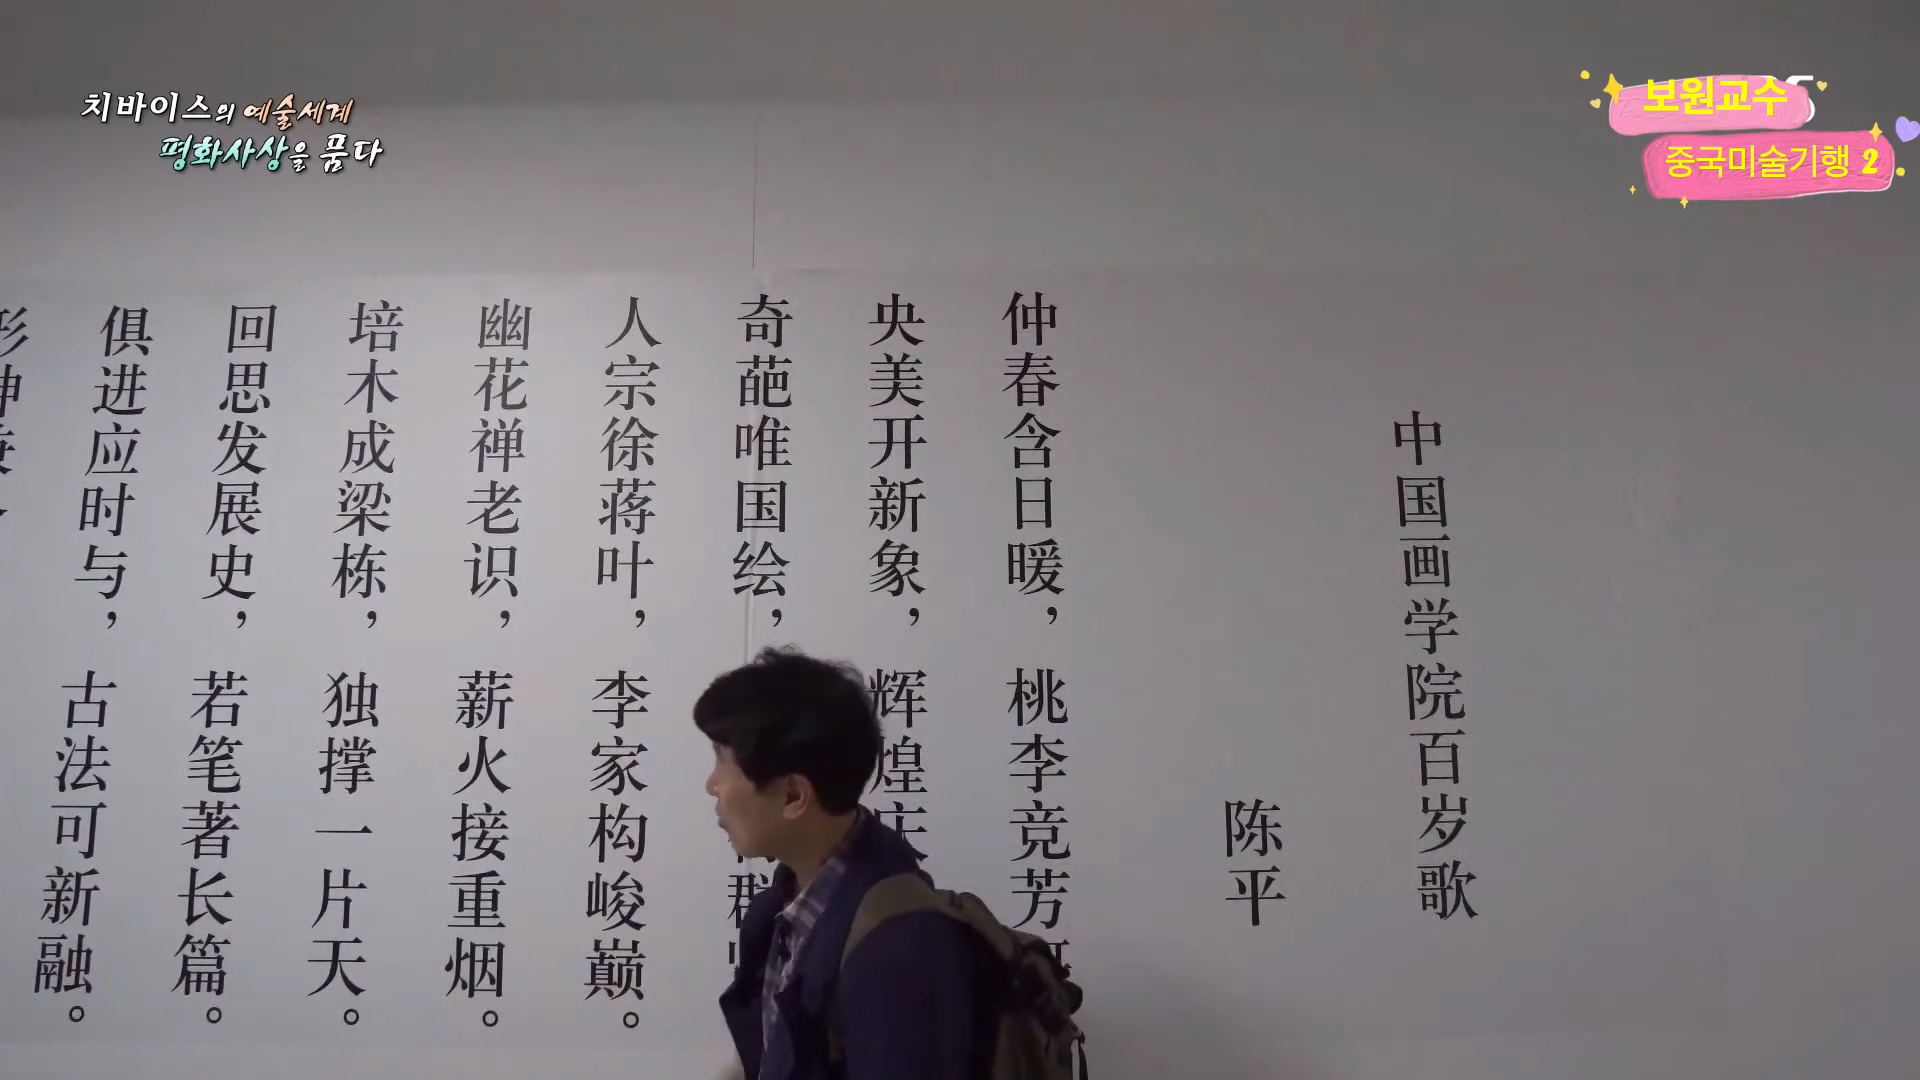 치바이스의 예술세계
평화사상을 품다
보원교수
중국미술기행 2
中国画学院百岁歌
陈平
仲春含日暖，桃李竞芳
央美开新象，辉煌
奇葩唯国绘，
人宗徐蒋叶，李家构峻巅。
幽花禅老识，薪火接重烟。
培木成梁栋，独撑一片天。
回思发展史，若笔著长篇。
俱进应时与，古法可新融。